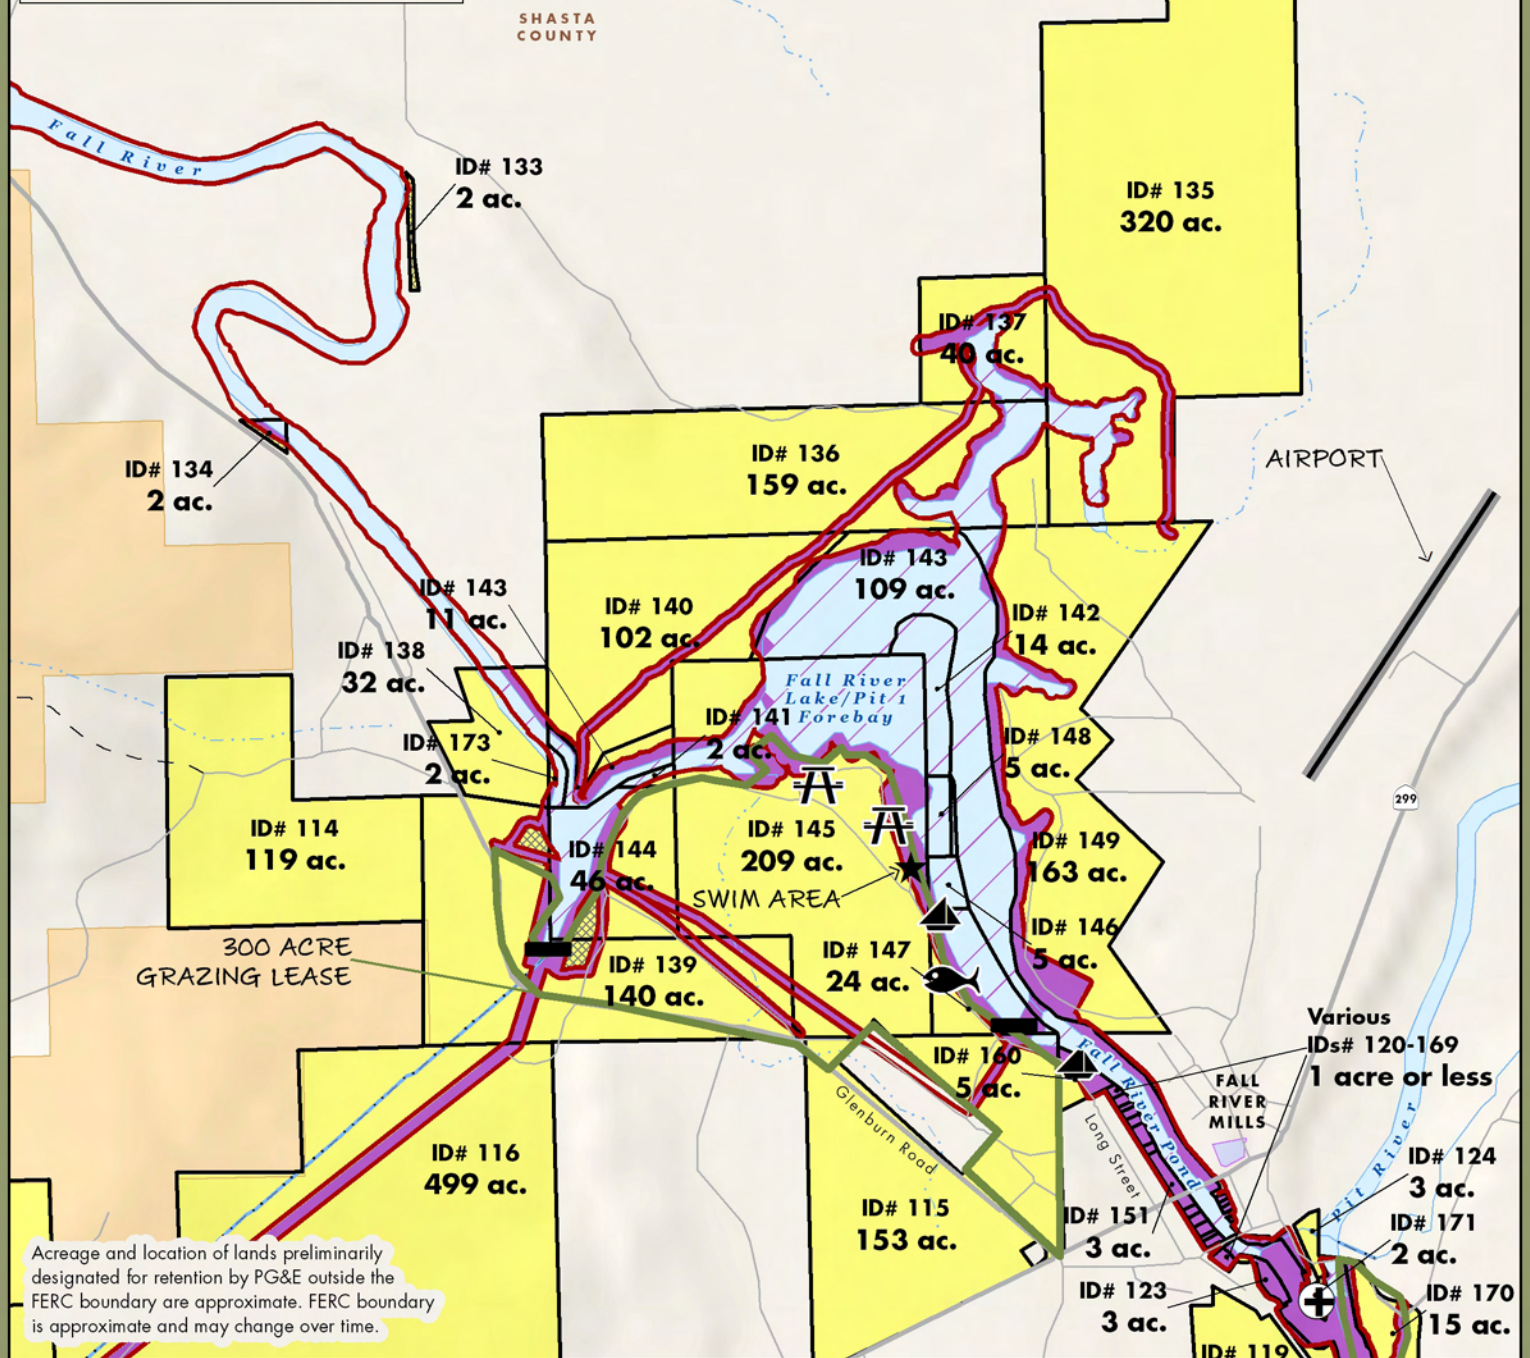 SHASTA
COUNTY
Fall River
ID# 133
2 ac.
ID# 135
320 ac.
ID# 137
40 ac.
ID# 136
159 ac.
AIRPORT
ID# 134
2 ac.
ID# 143
109 ac.
ID# 143
11 ac.
ID# 140
102 ac.
ID# 142
14 ac.
ID# 138
32 ac.
Fall River
Lake/Pit 1
Forebay
ID# 141
2 ac.
ID# 173
2 ac.
ID# 148
5 ac.
299
ID# 114
119 ac.
ID# 144
46 ac.
ID# 145
209 ac.
ID# 149
163 ac.
SWIM AREA
ID# 146
5 ac.
300 ACRE
GRAZING LEASE
ID# 139
140 ac.
ID# 147
24 ac.
Various
IDs# 120-169
1 acre or less
ID# 160
5 ac.
Fall River Pond
FALL
RIVER
MILLS
Glenburn Road
Long Street
Pit River
ID# 116
499 ac.
ID# 124
3 ac.
ID# 115
153 ac.
ID# 151
3 ac.
ID# 171
2 ac.
ID# 123
3 ac.
ID# 170
15 ac.
ID# 119
Acreage and location of lands preliminarily
designated for retention by PG&E outside the
FERC boundary are approximate. FERC boundary
is approximate and may change over time.